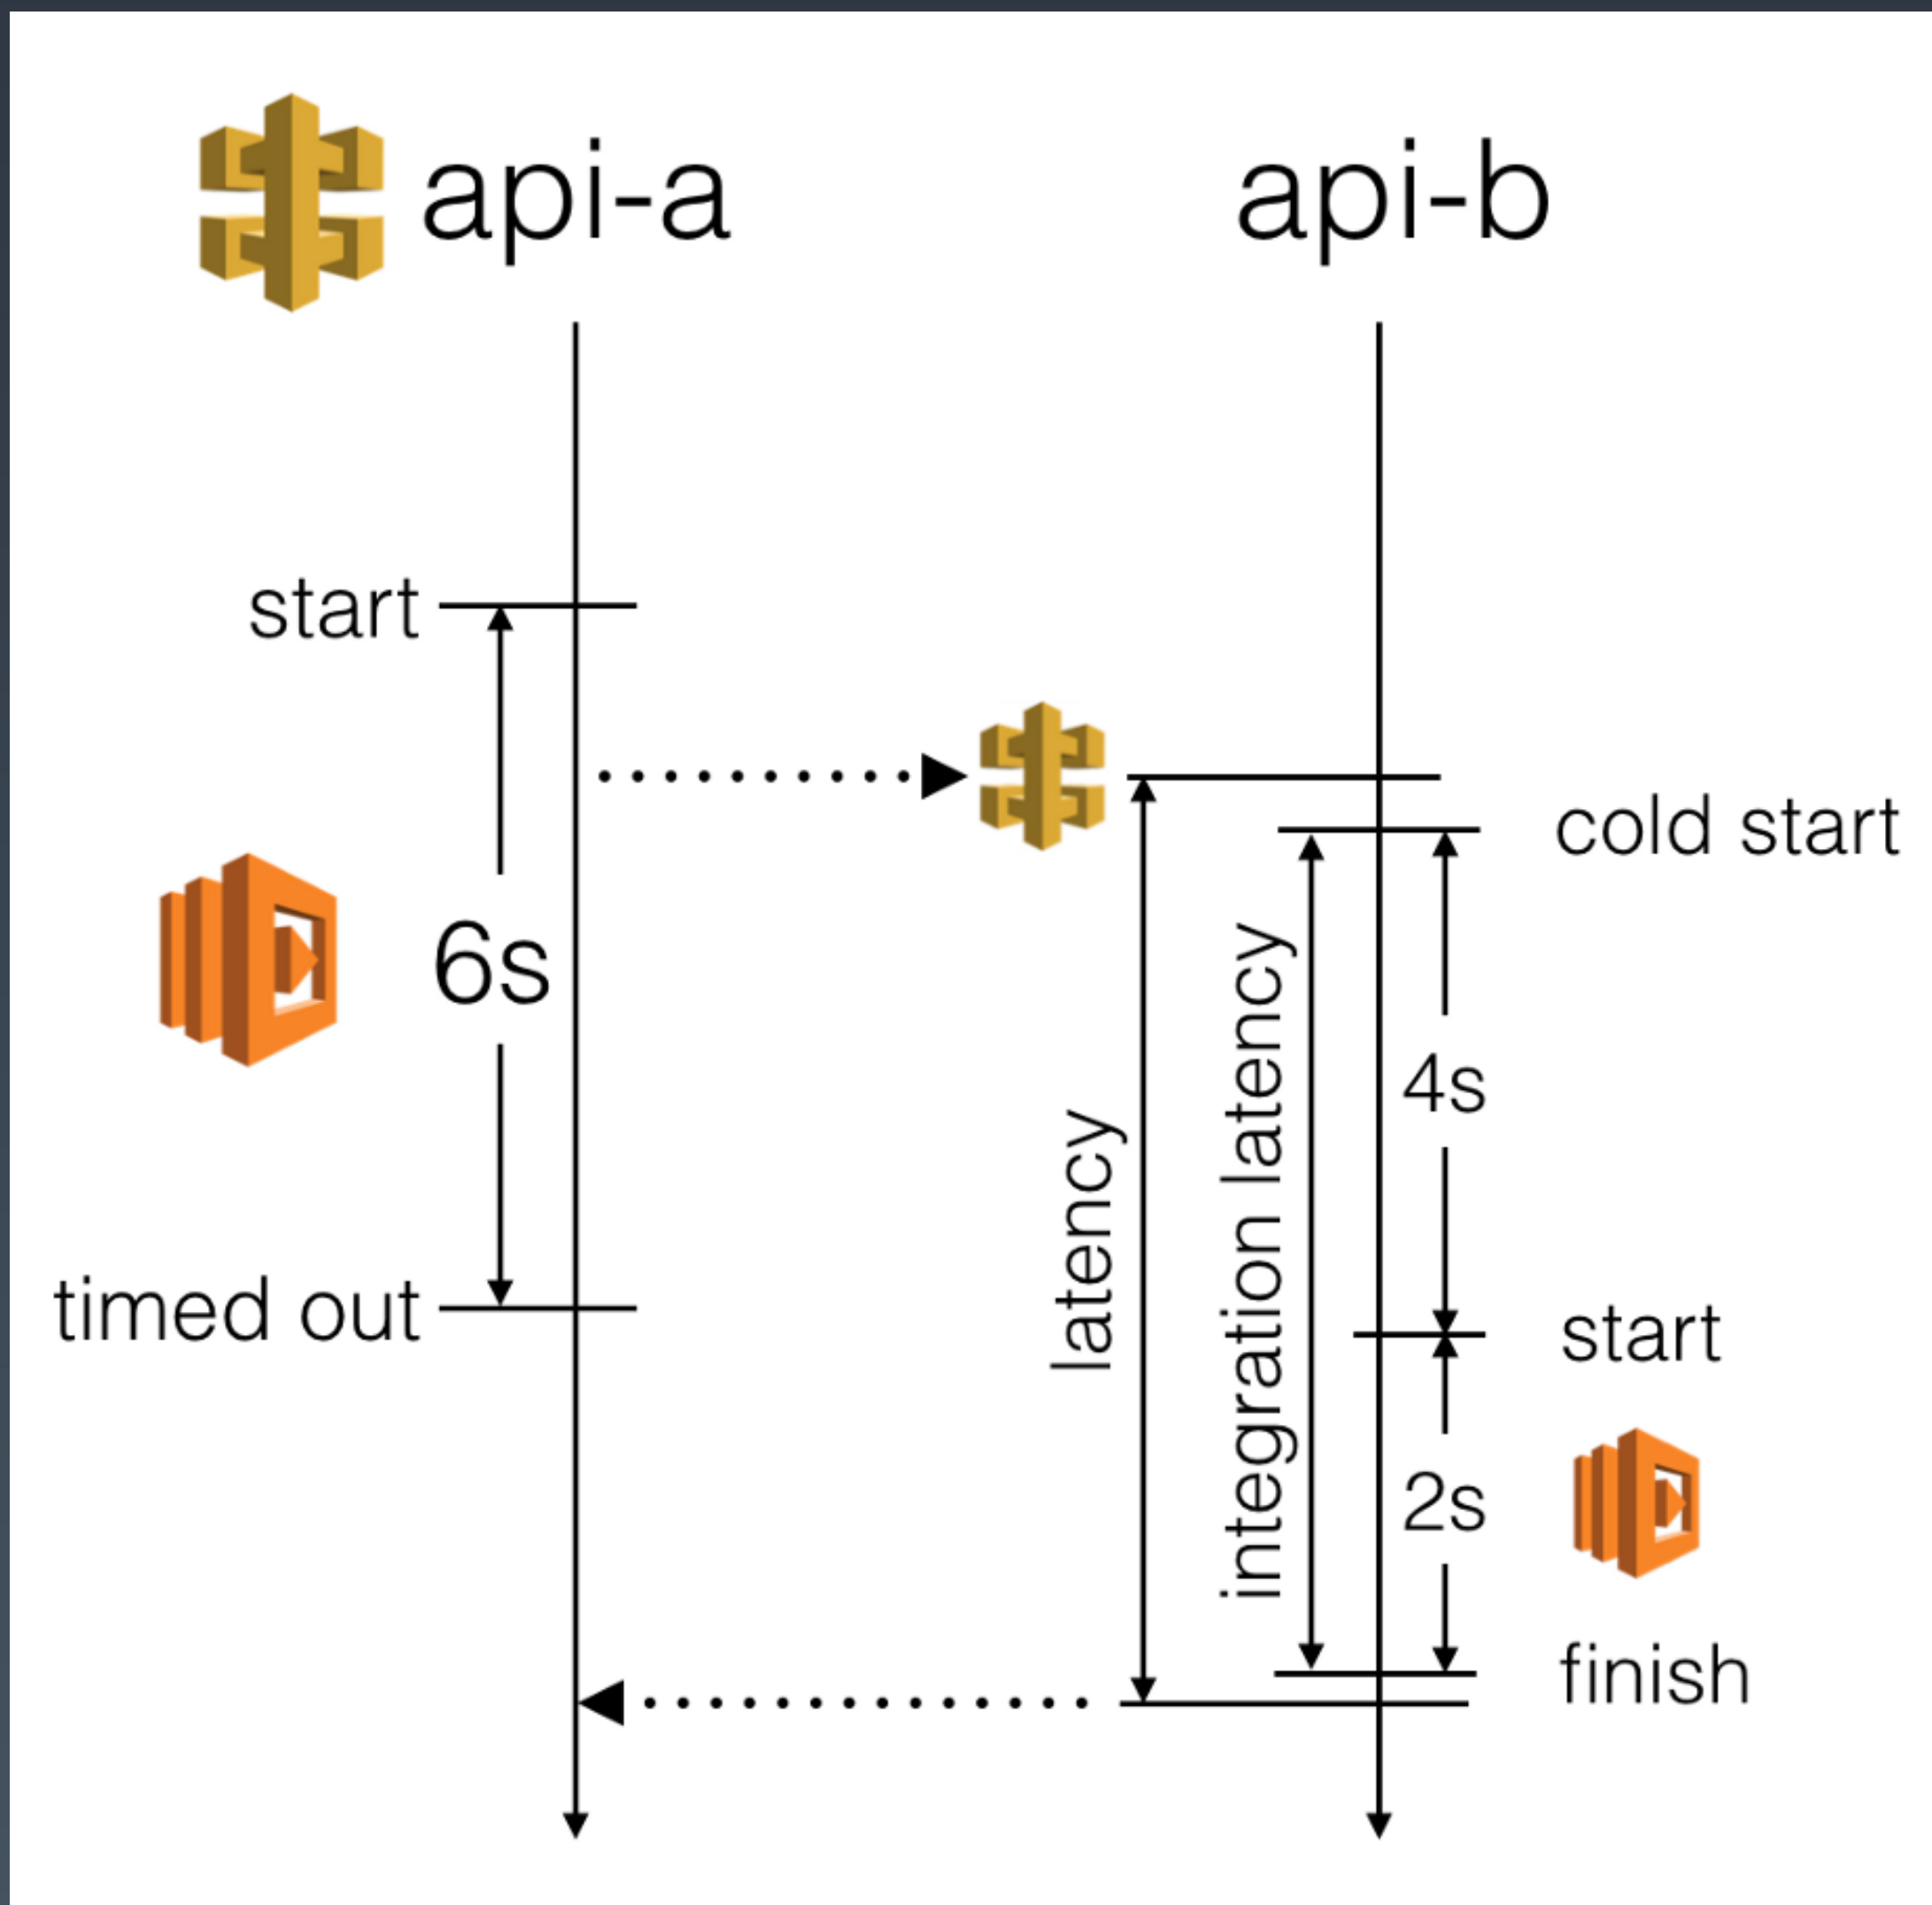 api-a
api-b
start
cold start
6s
4s
latency
integration latency
timed out
start
2s
finish